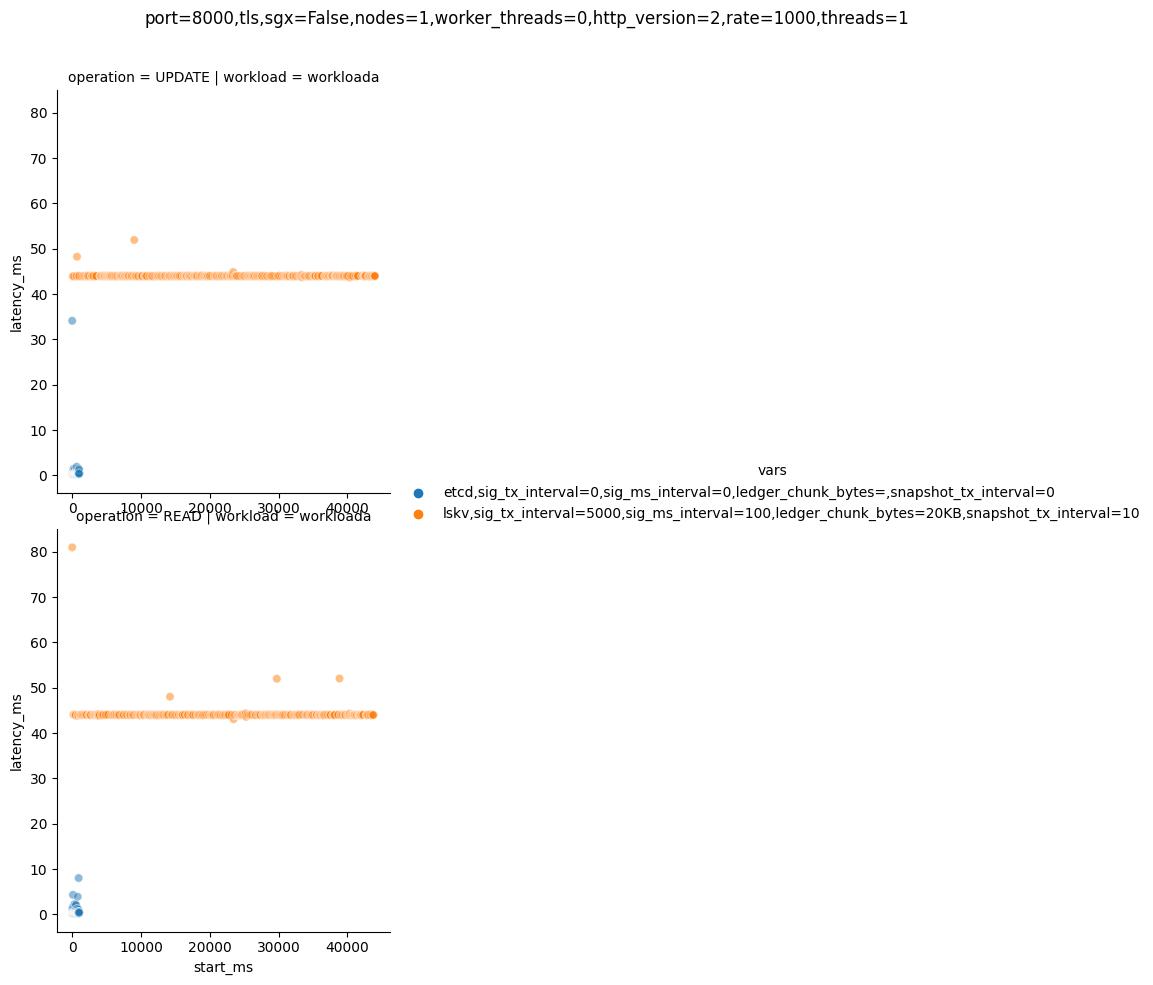 port=8000,tls,sgx=False,nodes=1,worker_threads=0,http_version=2,rate=1000,threads=1
operation = UPDATE | workload = workloada
80
70
60
50
40
30
20
10
0
latency_ms
0 10000 20000 30000 40000
vars
etcd,sig_tx_interval=0,sig_ms_interval=0,ledger_chunk_bytes=,snapshot_tx_interval=0
lskv,sig_tx_interval=5000,sig_ms_interval=100,ledger_chunk_bytes=20KB,snapshot_tx_interval=10
operation = READ | workload = workloada
80
70
60
50
40
30
20
10
0
latency_ms
0 10000 20000 30000 40000
start_ms